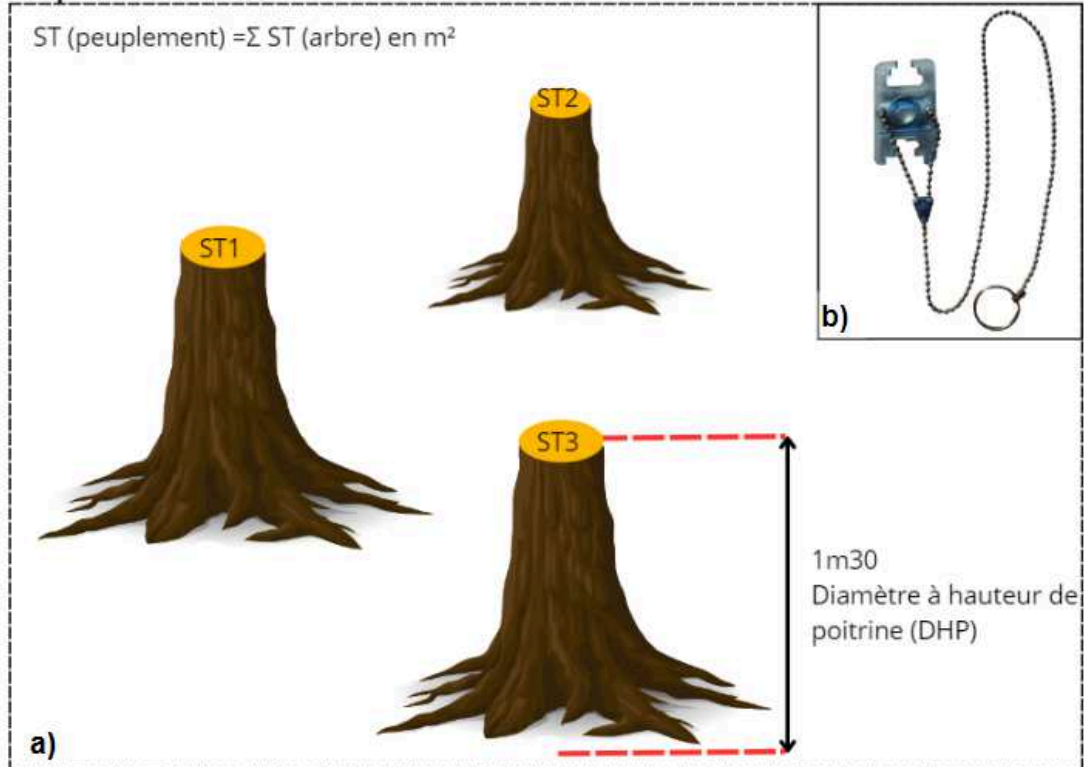 ST (peuplement) =Σ ST (arbre) en m²
ST2
ST1
b)
ST3
1m30
Diamètre à hauteur de
poitrine (DHP)
a)